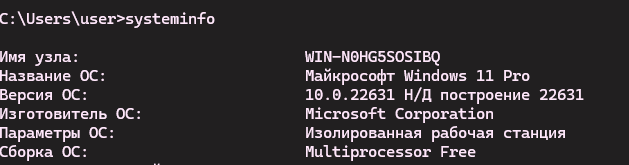 C:\Users\user>systeminfo
Имя узла: WIN-N0HG5SOSIBQ
Название ОС: Майкрософт Windows 11 Pro
Версия ОС: 10.0.22631 Н/Д построение 22631
Изготовитель ОС: Microsoft Corporation
Параметры ОС: Изолированная рабочая станция
Сборка ОС: Multiprocessor Free